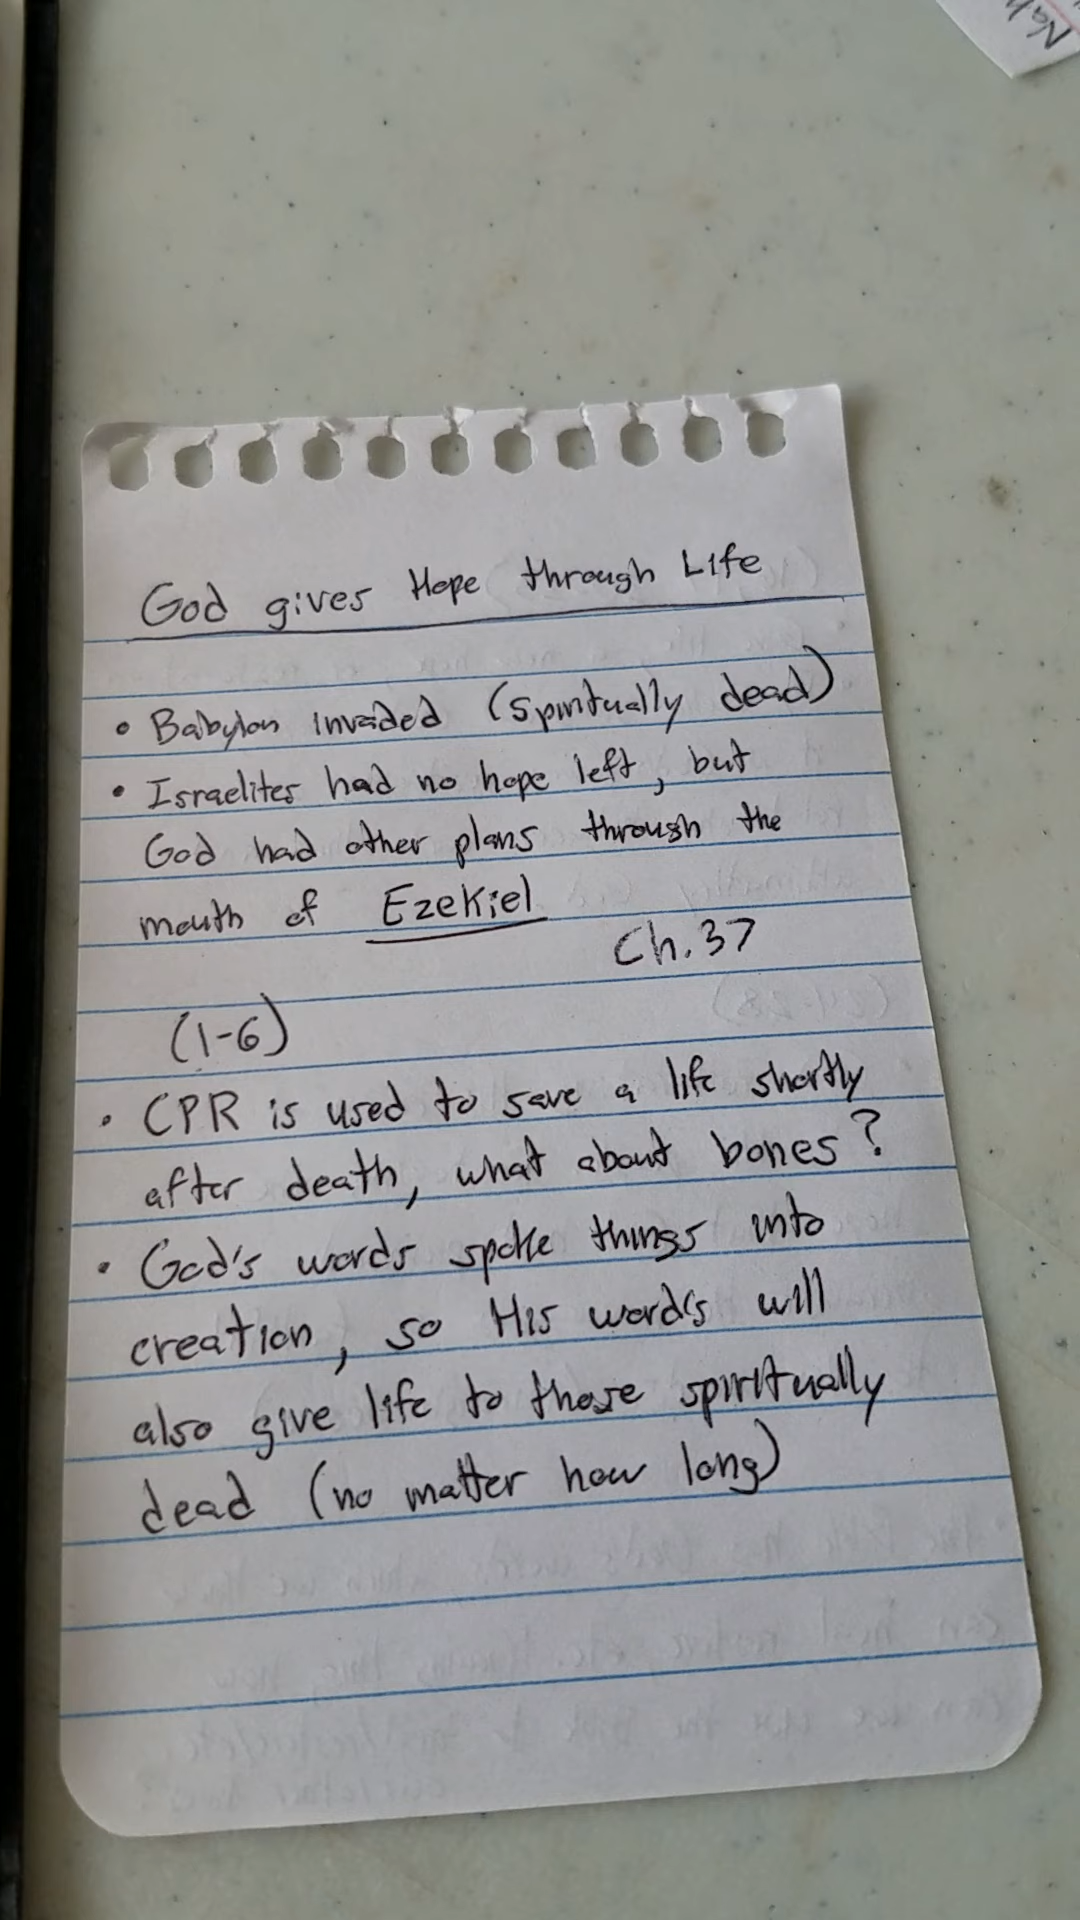 God gives Hope through Life
• Babylon invaded (spiritually dead)
• Israelites had no hope left, but
God had other plans through the
mouth of Ezekiel
Ch. 37
(1-6)
• CPR is used to save a life shortly
after death, what about bones?
• God's words spoke things into
creation, so His words will
also give life to those spiritually
dead (no matter how long)